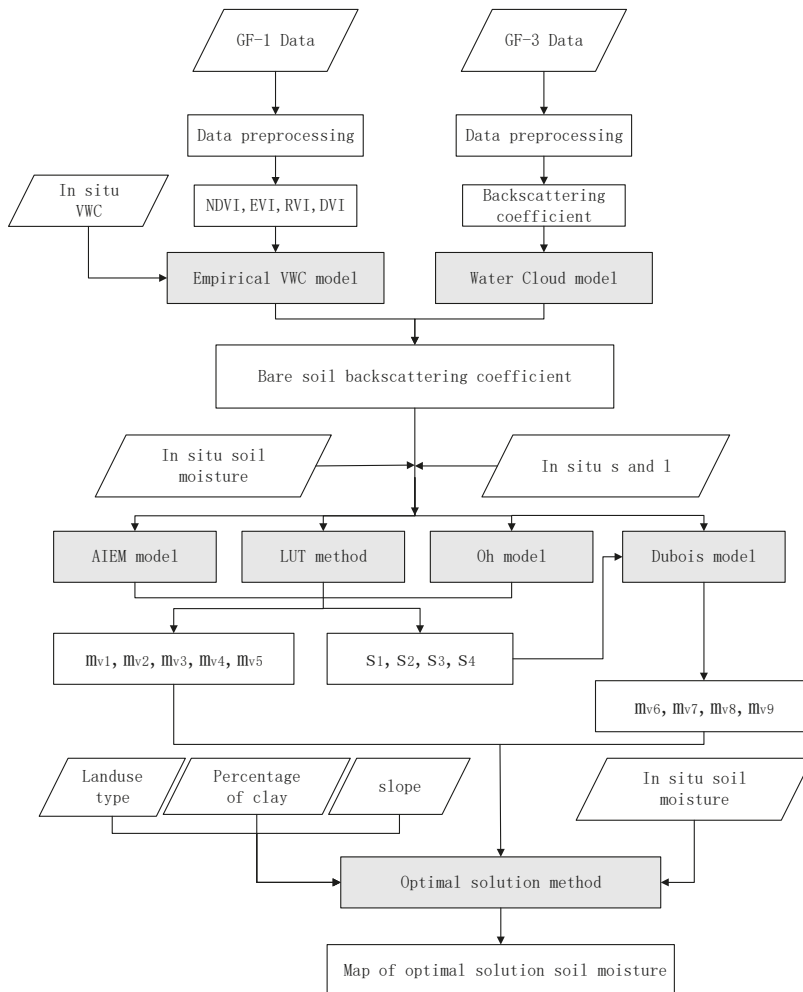 GF-1 Data
GF-3 Data
Data preprocessing
Data preprocessing
In situ
VWC
NDVI,EVI,RVI,DVI
Backscattering
coefficient
Empirical VWC model
Water Cloud model
Bare soil backscattering coefficient
In situ soil
moisture
In situ s and l
AIEM model
LUT method
Oh model
Dubois model
mv1, mv2, mv3, mv4, mv5
S1, S2, S3, S4
mv6, mv7, mv8, mv9
Landuse
type
Percentage
of clay
slope
In situ soil
moisture
Optimal solution method
Map of optimal solution soil moisture